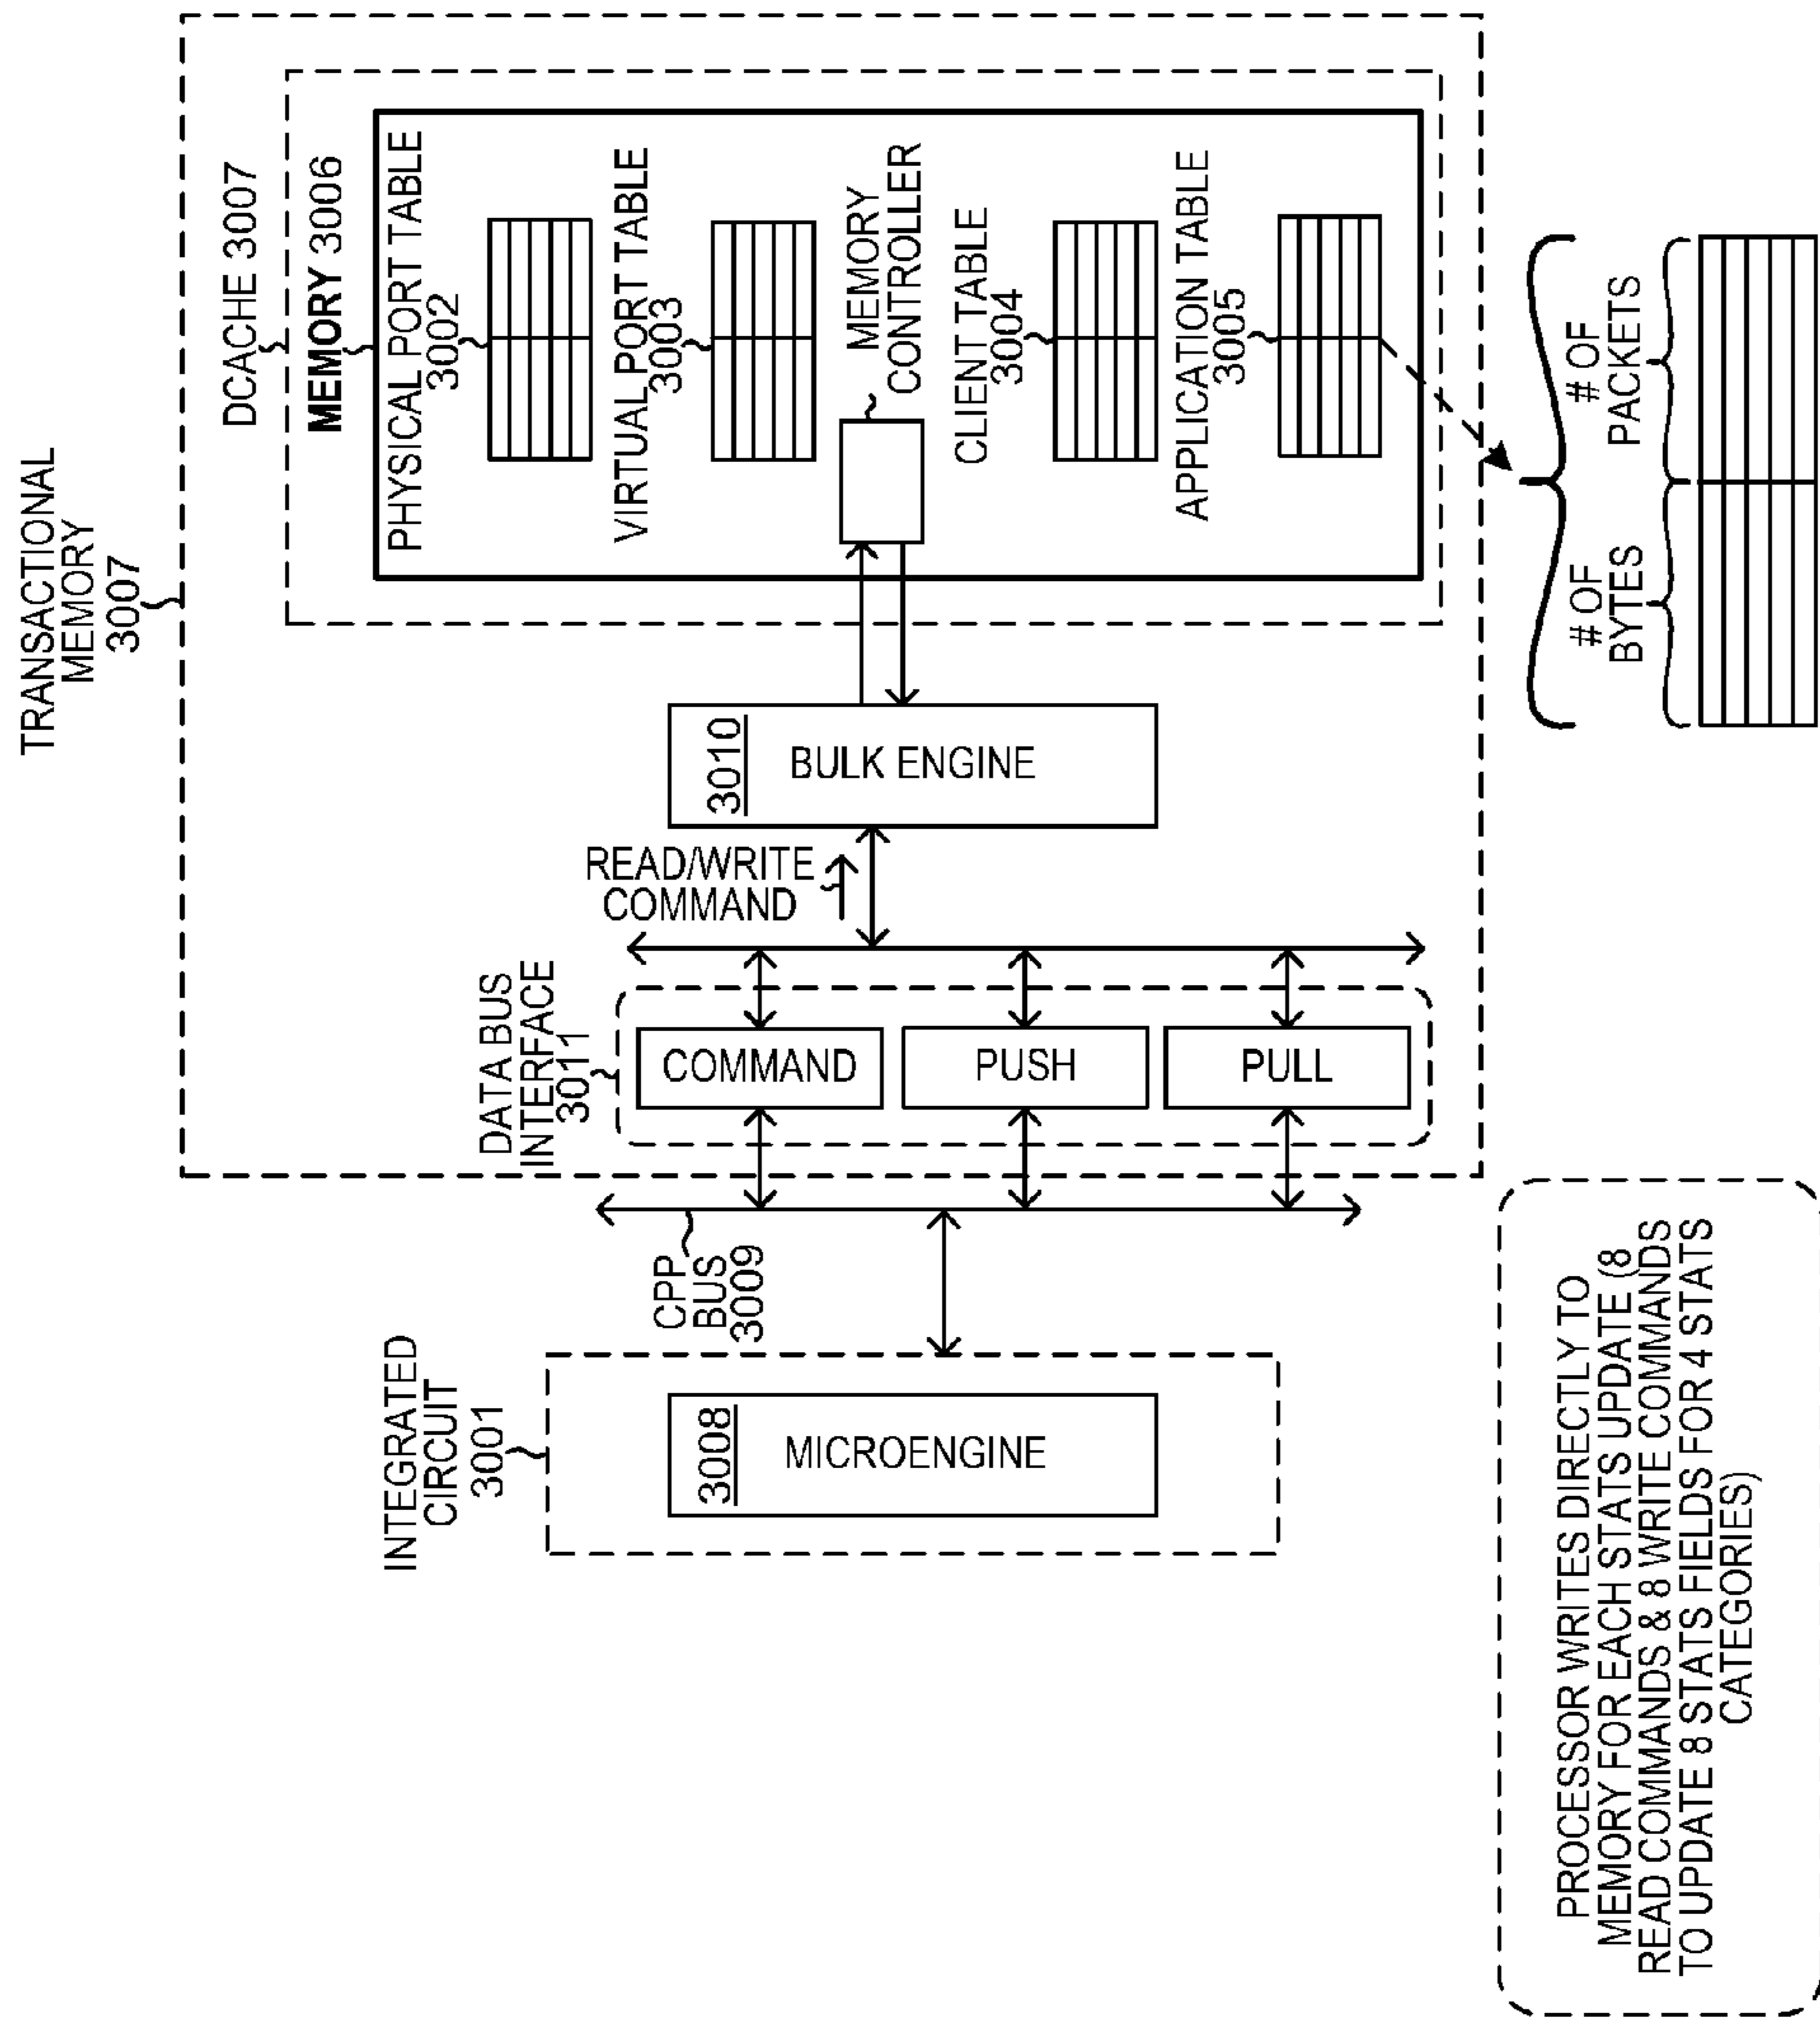 TRANSACTIONAL
MEMORY
3007
DCACHE 3007
MEMORY 3006
PHYSICAL PORT TABLE
3002
VIRTUAL PORT TABLE
3003
MEMORY
CONTROLLER
CLIENT TABLE
3004
APPLICATION TABLE
3005
# OF
BYTES
# OF
PACKETS
3010
BULK ENGINE
READ/WRITE
COMMAND
DATA BUS
INTERFACE
3011
COMMAND
PUSH
PULL
CPP
BUS
3009
INTEGRATED
CIRCUIT
3001
3008
MICROENGINE
PROCESSOR WRITES DIRECTLY TO
MEMORY FOR EACH STATS UPDATE (8
READ COMMANDS & 8 WRITE COMMANDS
TO UPDATE 8 STATS FIELDS FOR 4 STATS
CATEGORIES)